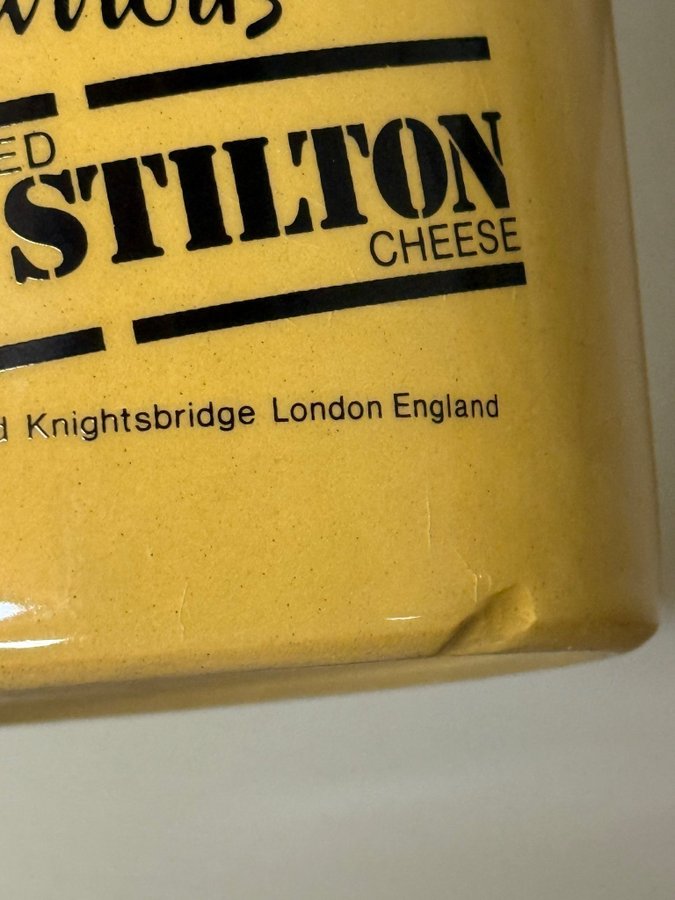 ED
STILTON
CHEESE
Knightsbridge London England